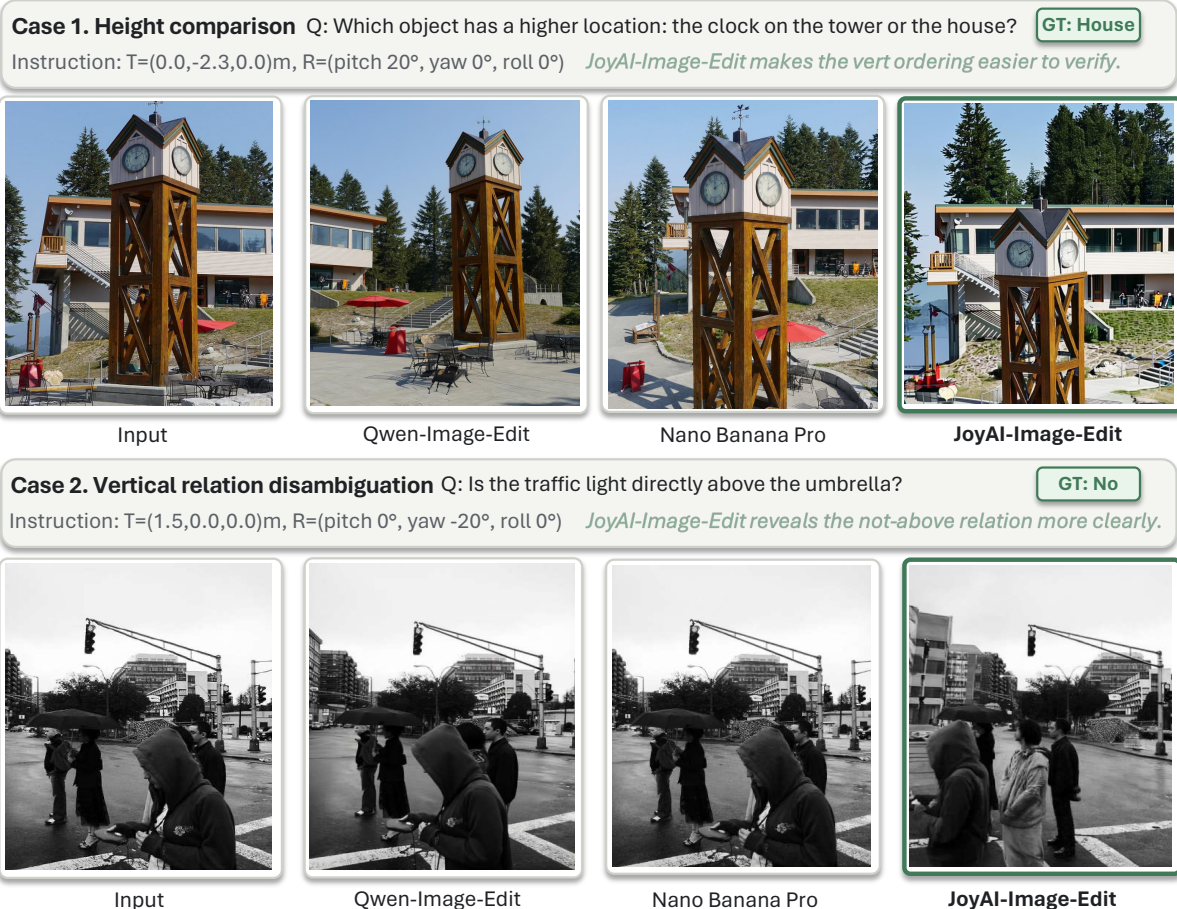 Case 1. Height comparison Q: Which object has a higher location: the clock on the tower or the house? GT: House
Instruction: T=(0.0,-2.3,0.0)m, R=(pitch 20°, yaw 0°, roll 0°) JoyAI-Image-Edit makes the vert ordering easier to verify.
Input Qwen-Image-Edit Nano Banana Pro JoyAI-Image-Edit
Case 2. Vertical relation disambiguation Q: Is the traffic light directly above the umbrella? GT: No
Instruction: T=(1.5,0.0,0.0)m, R=(pitch 0°, yaw -20°, roll 0°) JoyAI-Image-Edit reveals the not-above relation more clearly.
Input Qwen-Image-Edit Nano Banana Pro JoyAI-Image-Edit